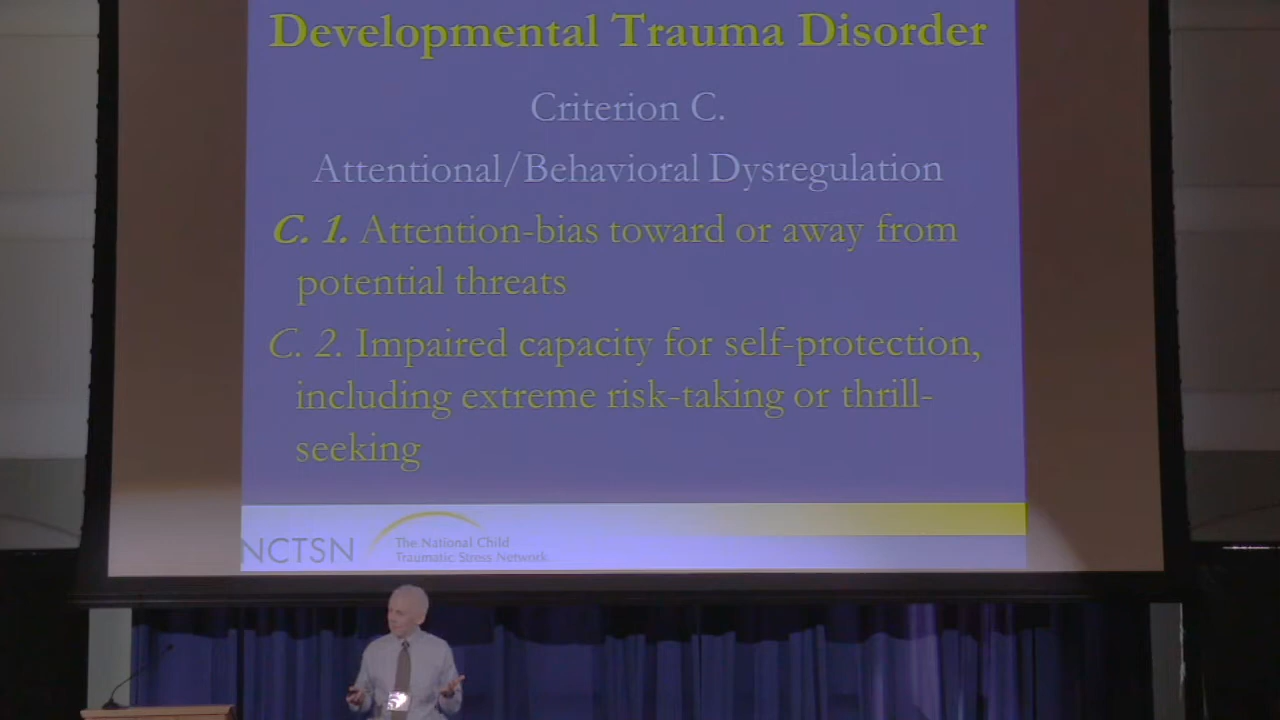 Developmental Trauma Disorder
Criterion C.
Attentional/Behavioral Dysregulation
C. 1. Attention-bias toward or away from
potential threats
C. 2. Impaired capacity for self-protection,
including extreme risk-taking or thrill-
seeking
NCTSN
The National Child
Traumatic Stress Network